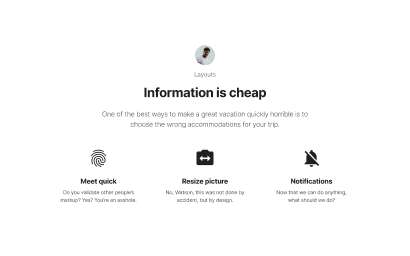 Layouts
Information is cheap
One of the best ways to make a great vacation quickly horrible is to
choose the wrong accommodations for your trip.
Meet quick
Do you validate other people's
markup? Yes? You're an asshole.
Resize picture
No, Watson, this was not done by
accident, but by design.
Notifications
Now that we can do anything,
what should we do?